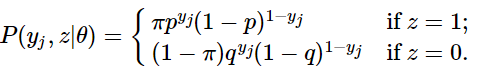 P(y_j, z|θ) = { πp^{y_j}(1 − p)^{1−y_j} if z = 1;
(1 − π)q^{y_j}(1 − q)^{1−y_j} if z = 0.